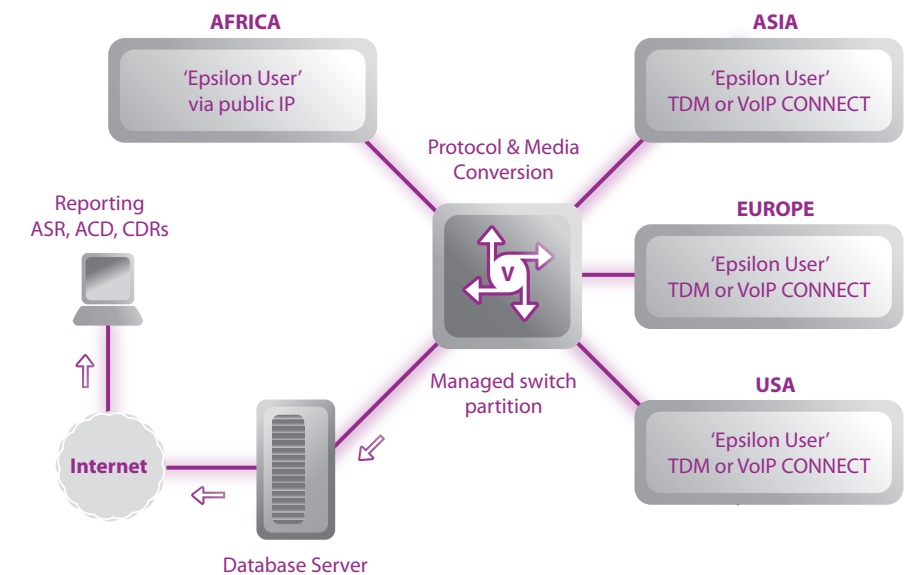 AFRICA
‘Epsilon User’
via public IP
ASIA
‘Epsilon User’
TDM or VoIP CONNECT
Protocol & Media
Conversion
Reporting
ASR, ACD, CDRs
EUROPE
‘Epsilon User’
TDM or VoIP CONNECT
V
Managed switch
partition
USA
‘Epsilon User’
TDM or VoIP CONNECT
Internet
Database Server